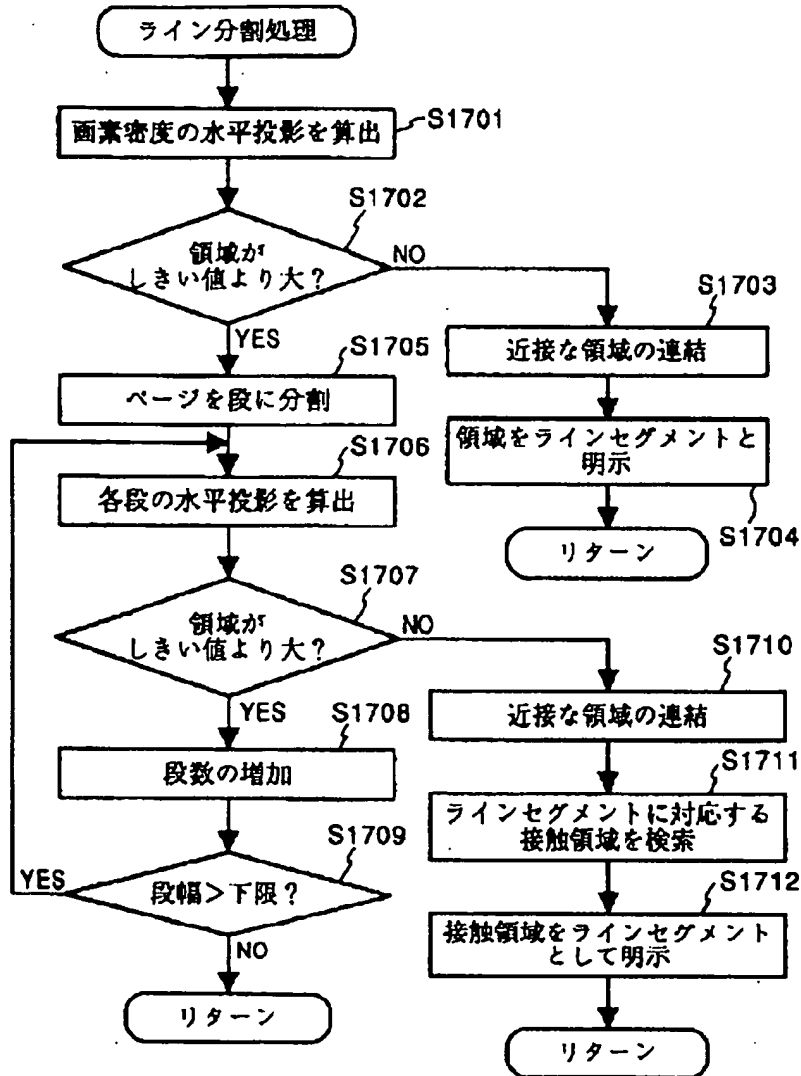 ライン分割処理
画素密度の水平投影を算出
S1701
S1702
領域が
しきい値より大?
NO
YES
S1703
近接な領域の連結
領域をラインセグメントと
明示
S1704
リターン
S1705
ページを段に分割
S1706
各段の水平投影を算出
S1707
領域が
しきい値より大?
NO
YES
S1708
段数の増加
S1709
段幅>下限?
YES
NO
リターン
S1710
近接な領域の連結
S1711
ラインセグメントに対応する
接触領域を検索
S1712
接触領域をラインセグメント
として明示
リターン